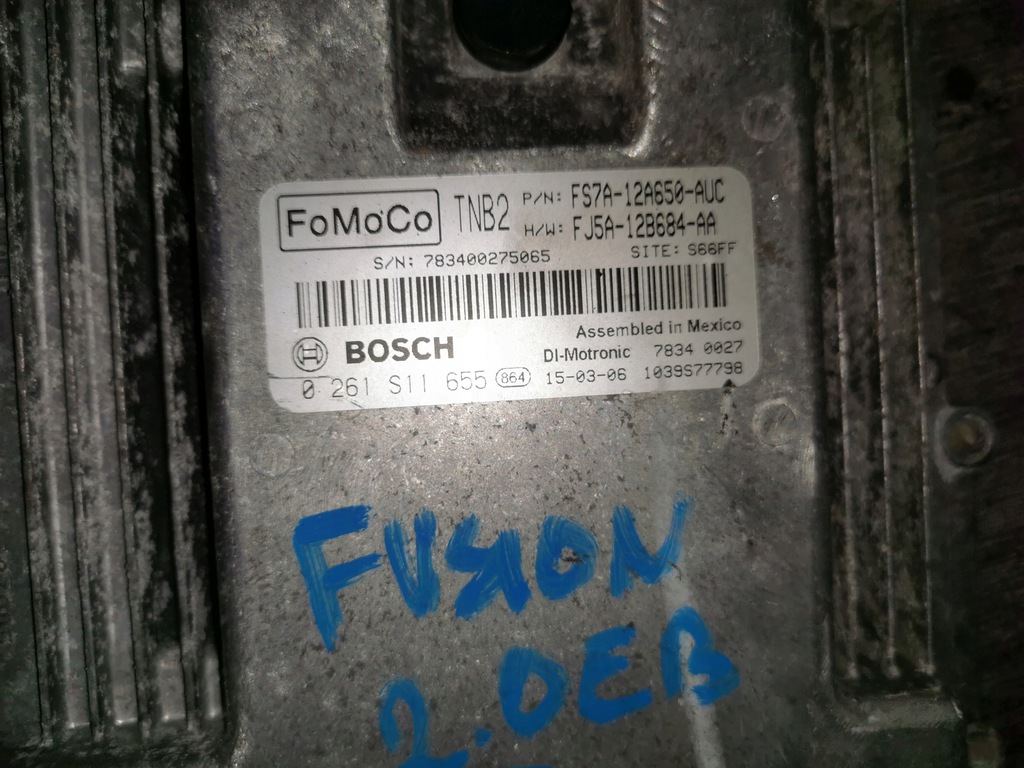 FoMoCo TNB2 P/N: FS7A-12A650-AUC
H/W: FJ5A-12B684-AA
S/N: 783400275065 SITE: S66FF
Assembled in Mexico
BOSCH DI-Motronic 7834 0027
0 261 S11 655 864 15-03-06 1039S77798
FUSION
2.0EB